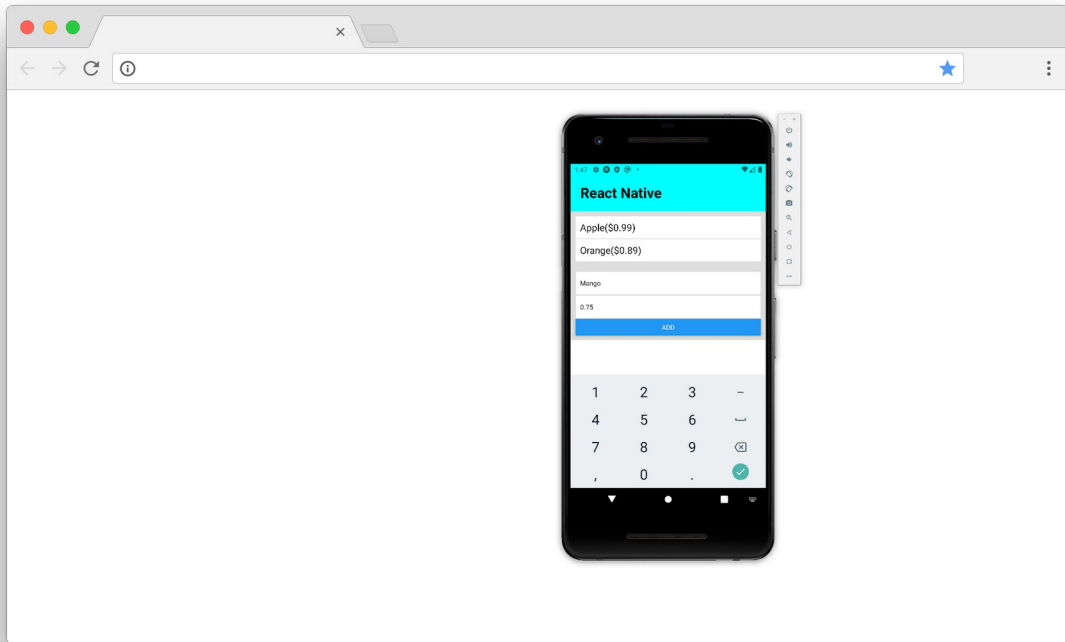 1:47
React Native
Apple($0.99)
Orange($0.89)
Mango
0.75
ADD
1 2 3 –
4 5 6
7 8 9
, 0 .